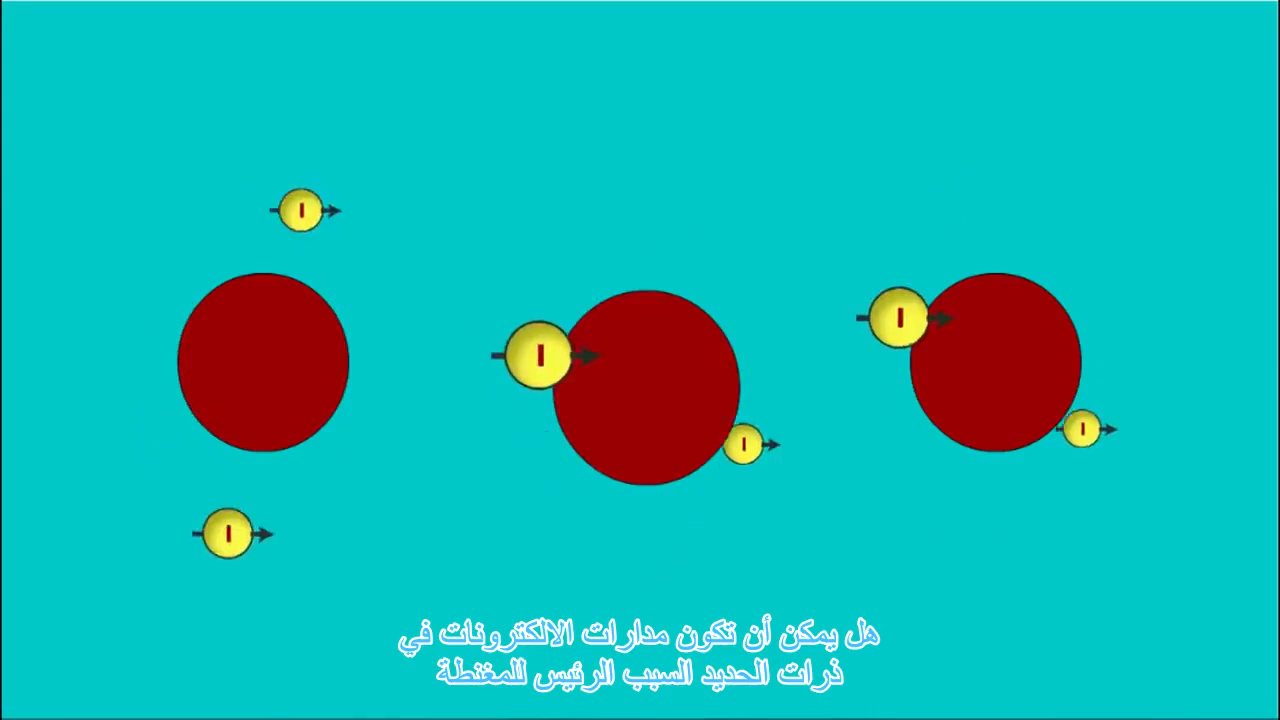 هل يمكن أن تكون مدارات الالكترونات في
ذرات الحديد السبب الرئيس للمغنطة